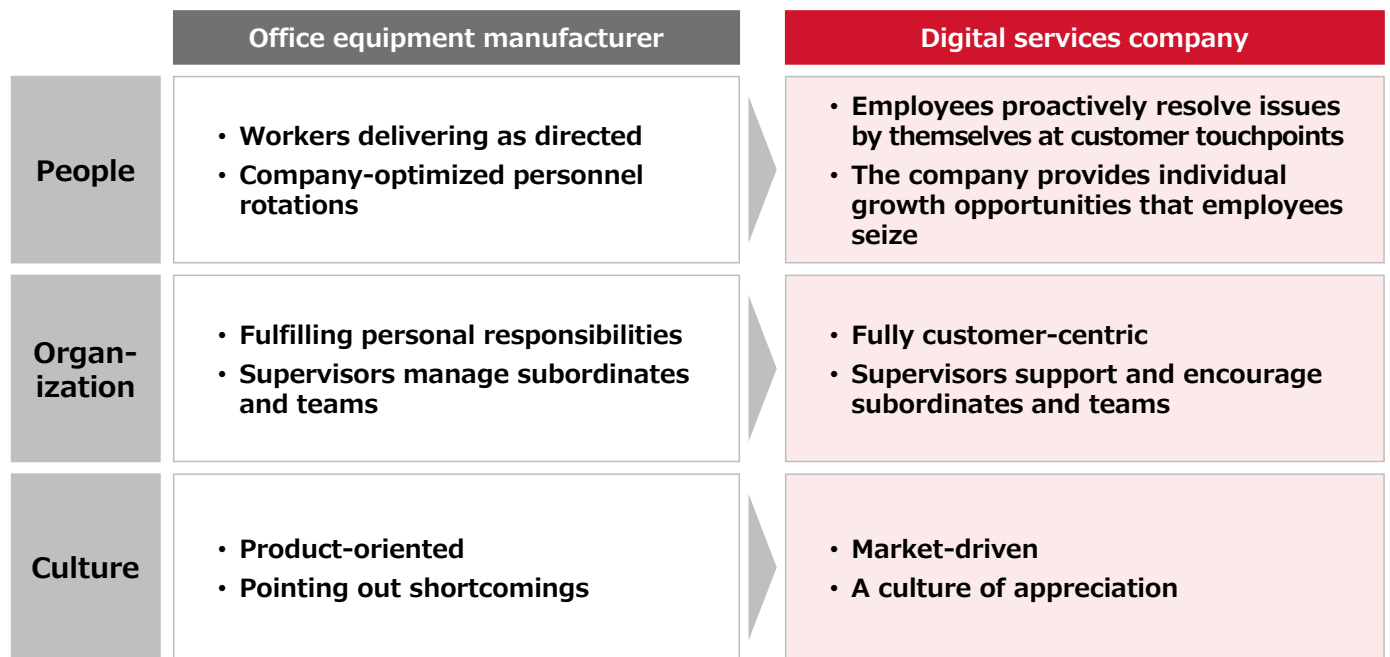 Office equipment manufacturer
Digital services company
People
• Workers delivering as directed
• Company-optimized personnel
rotations
• Employees proactively resolve issues
by themselves at customer touchpoints
• The company provides individual
growth opportunities that employees
seize
Organ-
ization
• Fulfilling personal responsibilities
• Supervisors manage subordinates
and teams
• Fully customer-centric
• Supervisors support and encourage
subordinates and teams
Culture
• Product-oriented
• Pointing out shortcomings
• Market-driven
• A culture of appreciation